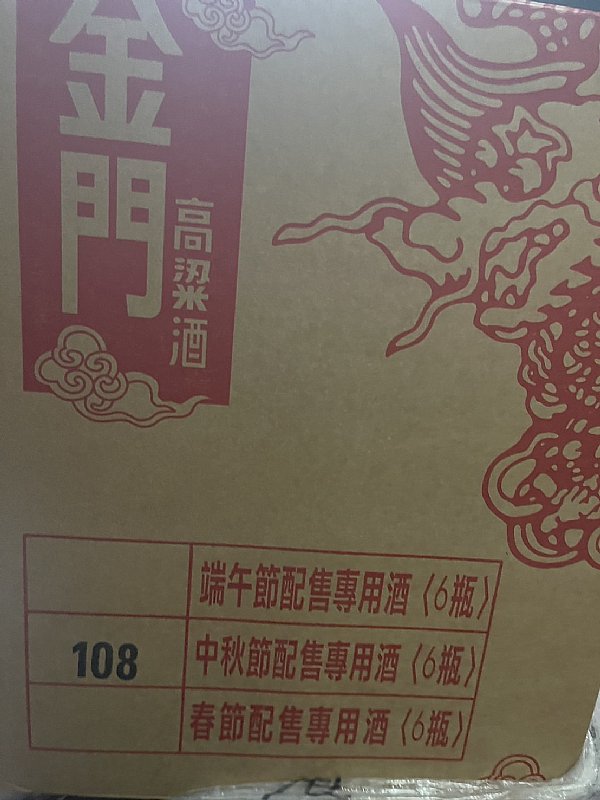 金門
高粱酒
端午節配售專用酒〈6瓶〉
108 中秋節配售專用酒〈6瓶〉
春節配售專用酒〈6瓶〉